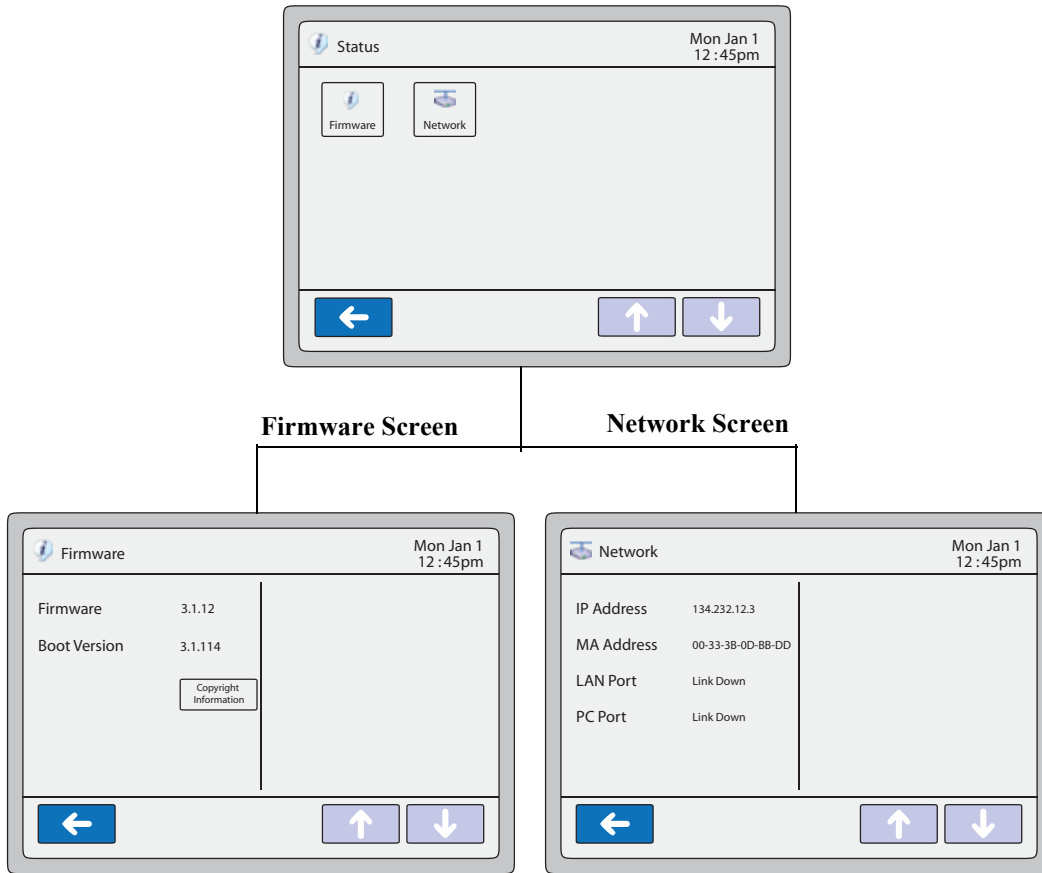 Status
Mon Jan 1
12 :45pm
Firmware
Network
Firmware Screen
Network Screen
Firmware
Mon Jan 1
12 :45pm
Firmware 3.1.12
Boot Version 3.1.114
Copyright
Information
Network
Mon Jan 1
12 :45pm
IP Address 134.232.12.3
MA Address 00-33-3B-0D-BB-DD
LAN Port Link Down
PC Port Link Down